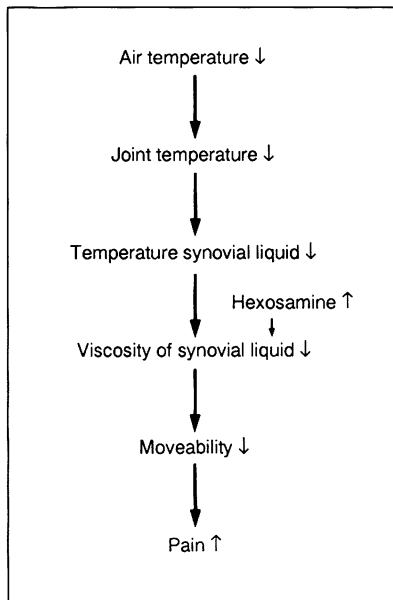 Air temperature ↓
Joint temperature ↓
Temperature synovial liquid ↓
Hexosamine ↑
Viscosity of synovial liquid ↓
Moveability ↓
Pain ↑